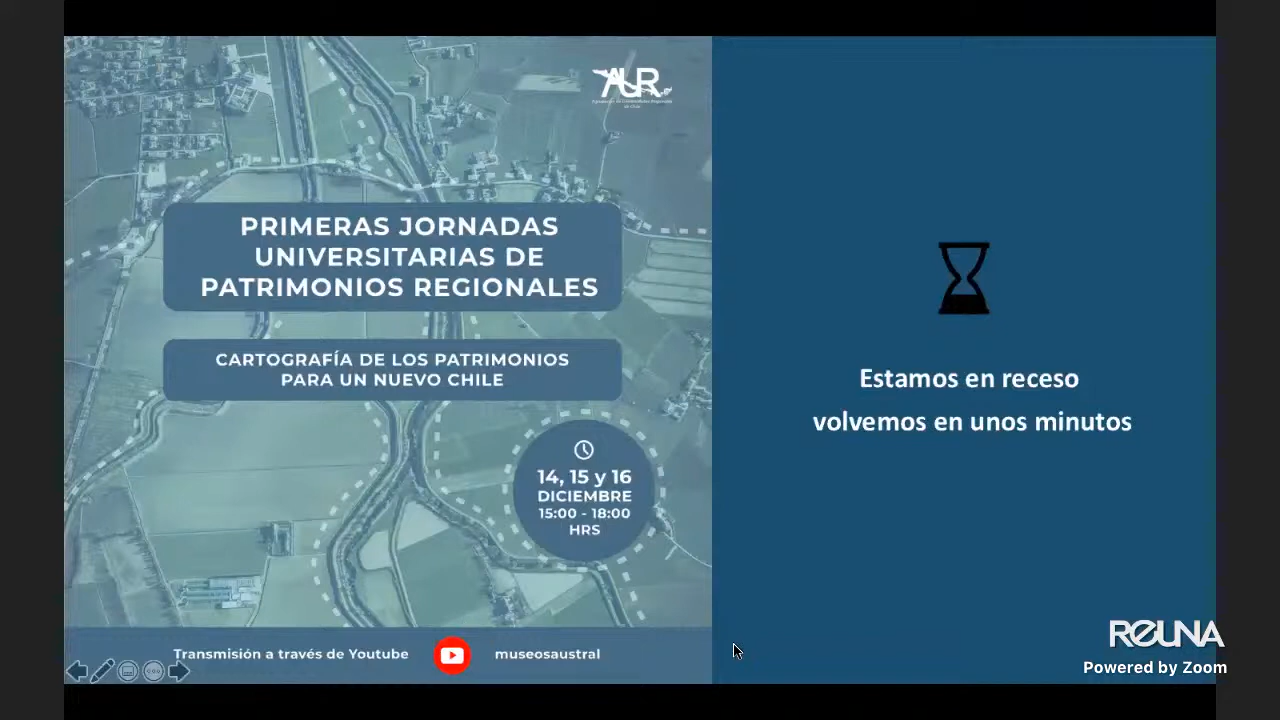 AUR
PRIMERAS JORNADAS
UNIVERSITARIAS DE
PATRIMONIOS REGIONALES
CARTOGRAFÍA DE LOS PATRIMONIOS
PARA UN NUEVO CHILE
14, 15 y 16
DICIEMBRE
15:00 - 18:00
HRS
Transmisión a través de Youtube
museosaustral
Estamos en receso
volvemos en unos minutos
REUNA
Powered by Zoom